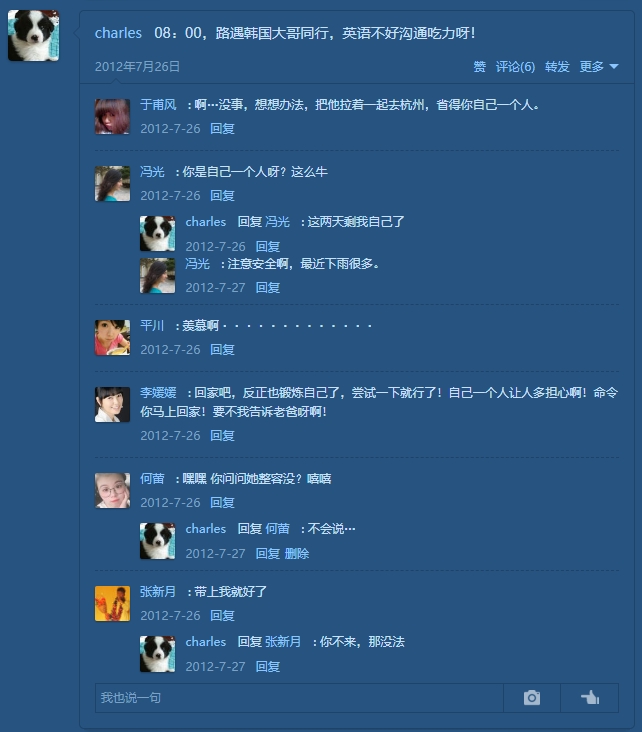 charles 08：00，路遇韩国大哥同行，英语不好沟通吃力呀！
2012年7月26日 赞 评论(6) 转发 更多
于甫风 ：啊…没事，想想办法，把他拉着一起去杭州，省得你自己一个人。
2012-7-26 回复
冯光 ：你是自己一个人呀？这么牛
2012-7-26 回复
charles 回复 冯光 ：这两天剩我自己了
2012-7-26 回复
冯光 ：注意安全啊，最近下雨很多。
2012-7-27 回复
平川 ：羡慕啊・・・・・・・・・・・・・
2012-7-26 回复
李媛媛 ：回家吧，反正也锻炼自己了，尝试一下就行了！自己一个人让人多担心啊！命令
你马上回家！要不我告诉老爸呀啊！
2012-7-26 回复
何苗 ：嘿嘿 你问问她整容没？嘻嘻
2012-7-26 回复
charles 回复 何苗 ：不会说…
2012-7-27 回复 删除
张新月 ：带上我就好了
2012-7-26 回复
charles 回复 张新月 ：你不来，那没法
2012-7-27 回复
我也说一句